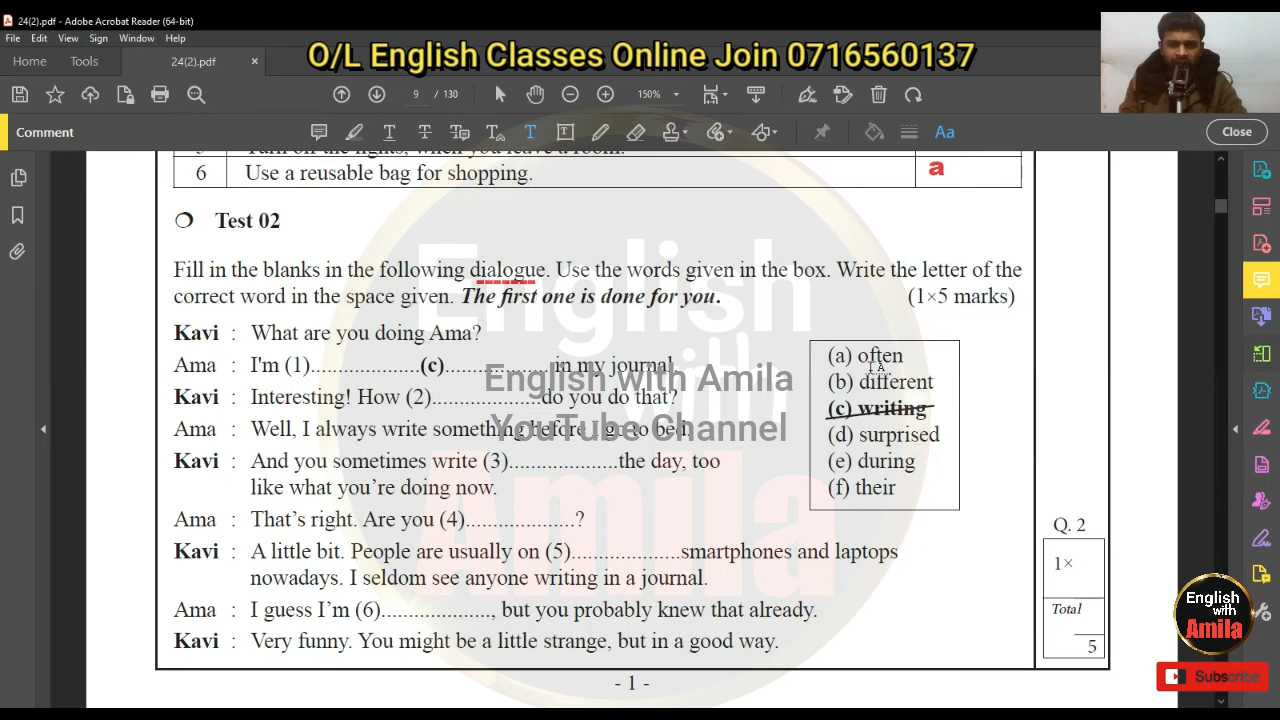 24(2).pdf - Adobe Acrobat Reader (64-bit)
File Edit View Sign Window Help
O/L English Classes Online Join 0716560137
Home Tools 24(2).pdf ×
9 / 130 150%
Comment
Close
6 Use a reusable bag for shopping. a
Test 02
Fill in the blanks in the following dialogue. Use the words given in the box. Write the letter of the
correct word in the space given. The first one is done for you. (1×5 marks)
Kavi : What are you doing Ama?
Ama : I'm (1)....................(c)................... in my journal.
Kavi : Interesting! How (2)....................do you do that?
Ama : Well, I always write something before I go to bed.
Kavi : And you sometimes write (3)....................the day, too
like what you're doing now.
Ama : That's right. Are you (4)....................?
Kavi : A little bit. People are usually on (5)....................smartphones and laptops
nowadays. I seldom see anyone writing in a journal.
Ama : I guess I'm (6)...................., but you probably knew that already.
Kavi : Very funny. You might be a little strange, but in a good way.
(a) often
(b) different
(c) writing
(d) surprised
(e) during
(f) their
Q. 2
1×
Total
5
- 1 -
English with Amila
YouTube Channel
English
with
Amila
English
with
Amila
Subscribe